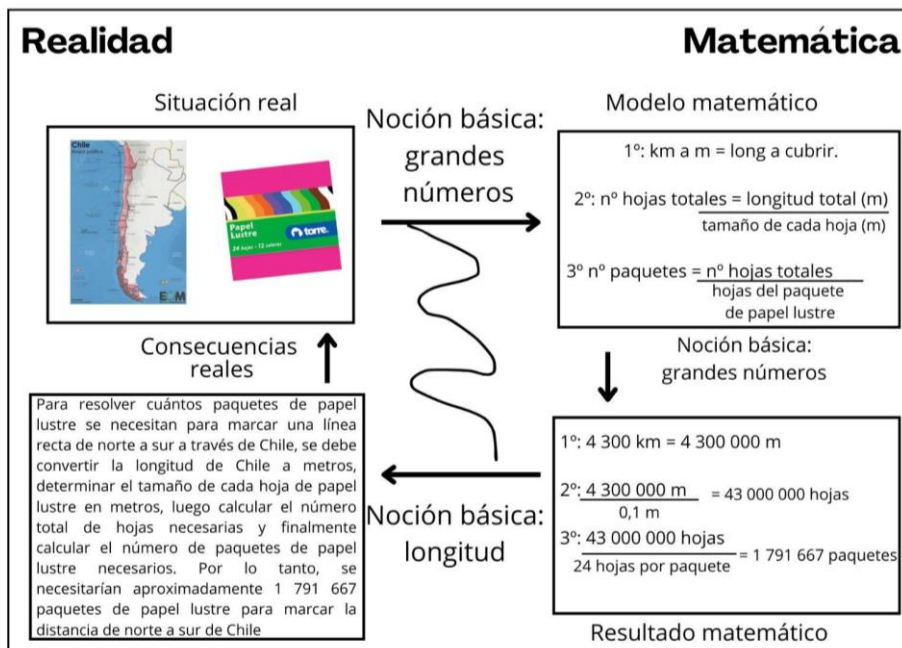 Realidad
Matemática
Situación real
Chile
Papel
Lustre
torre.
24 hojas - 12 colores
Noción básica:
grandes
números
Modelo matemático
1º: km a m = long a cubrir.
2º: nº hojas totales = longitud total (m)
tamaño de cada hoja (m)
3º nº paquetes = nº hojas totales
hojas del paquete
de papel lustre
Noción básica:
grandes números
1º: 4 300 km = 4 300 000 m
2º: 4 300 000 m = 43 000 000 hojas
0,1 m
3º: 43 000 000 hojas = 1 791 667 paquetes
24 hojas por paquete
Resultado matemático
Noción básica:
longitud
Consecuencias
reales
Para resolver cuántos paquetes de papel
lustre se necesitan para marcar una línea
recta de norte a sur a través de Chile, se debe
convertir la longitud de Chile a metros,
determinar el tamaño de cada hoja de papel
lustre en metros, luego calcular el número
total de hojas necesarias y finalmente
calcular el número de paquetes de papel
lustre necesarios. Por lo tanto, se
necesitarían aproximadamente 1 791 667
paquetes de papel lustre para marcar la
distancia de norte a sur de Chile